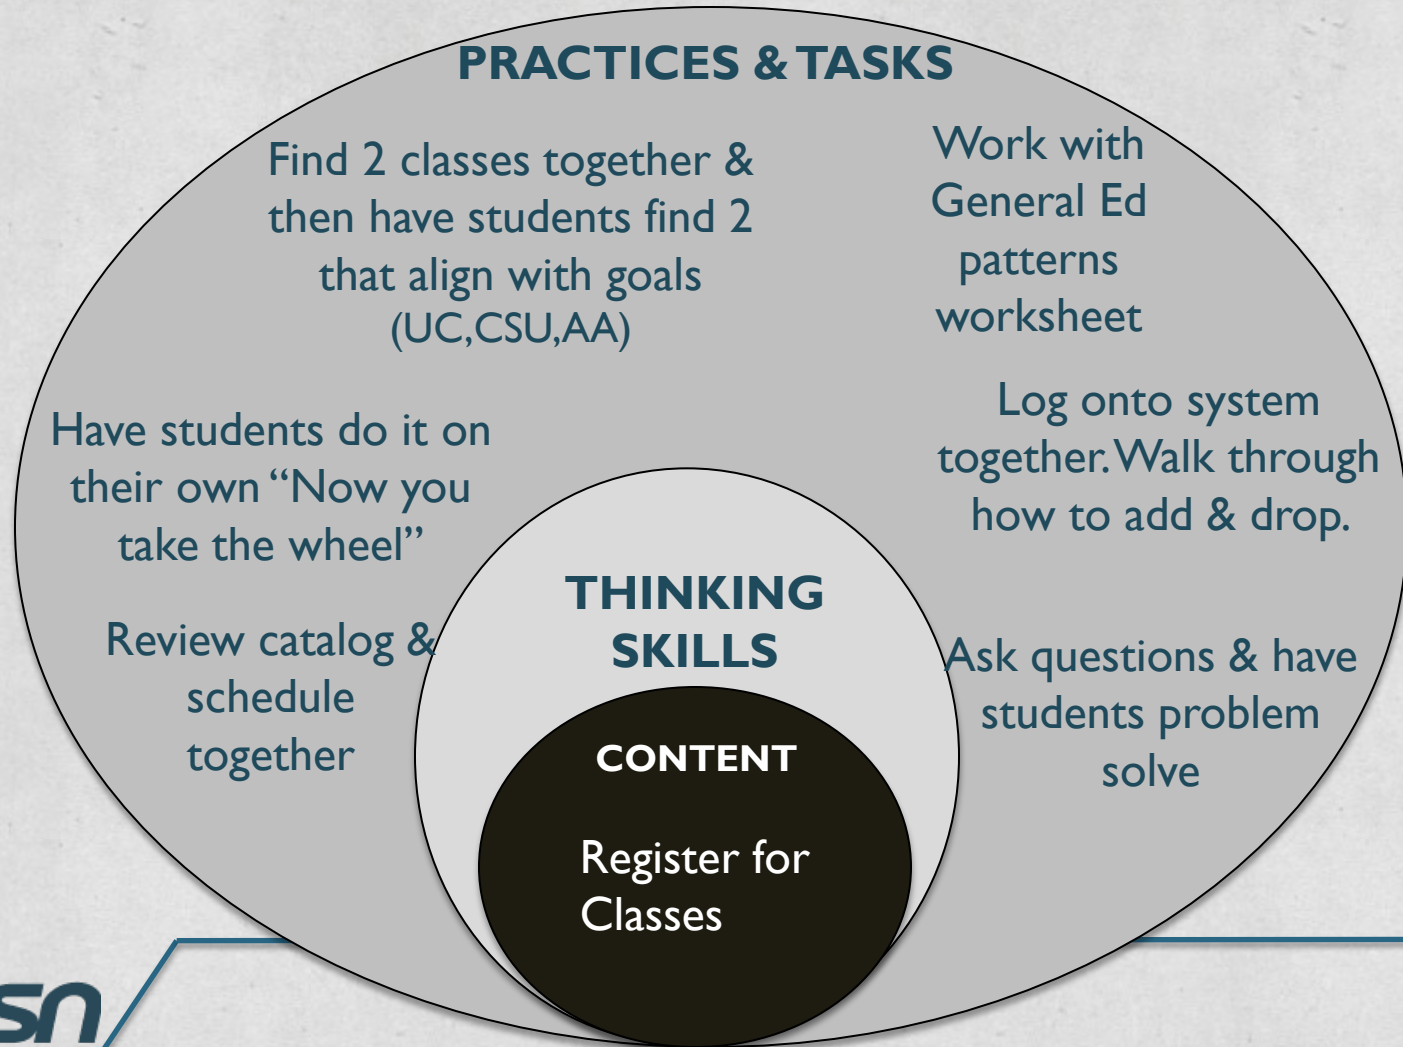 PRACTICES & TASKS
Find 2 classes together &
then have students find 2
that align with goals
(UC,CSU,AA)
Work with
General Ed
patterns
worksheet
Have students do it on
their own “Now you
take the wheel”
Log onto system
together. Walk through
how to add & drop.
Review catalog &
schedule
together
Ask questions & have
students problem
solve
THINKING
SKILLS
CONTENT
Register for
Classes
sn